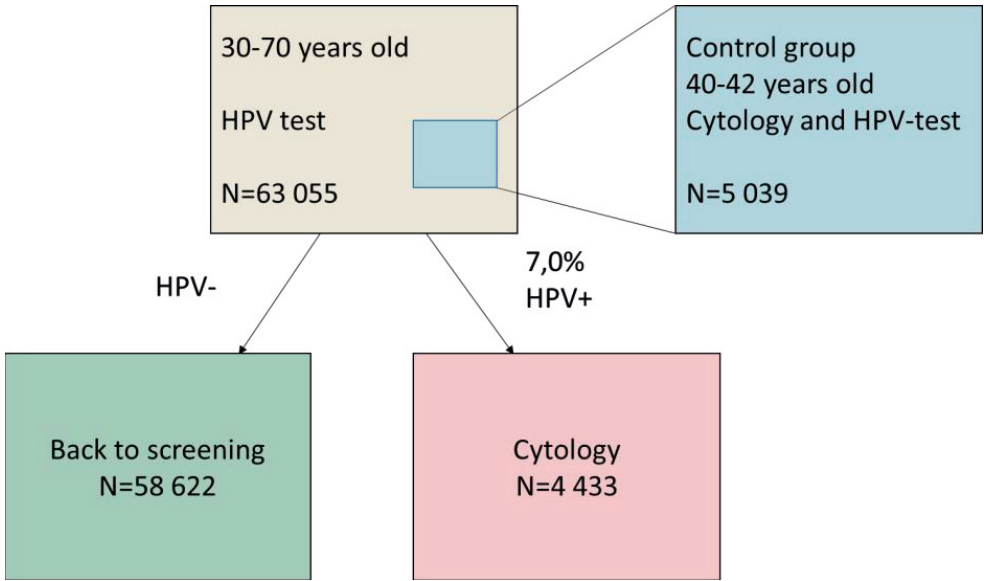 30-70 years old
HPV test
N=63 055
Control group
40-42 years old
Cytology and HPV-test
N=5 039
HPV-
7,0%
HPV+
Back to screening
N=58 622
Cytology
N=4 433